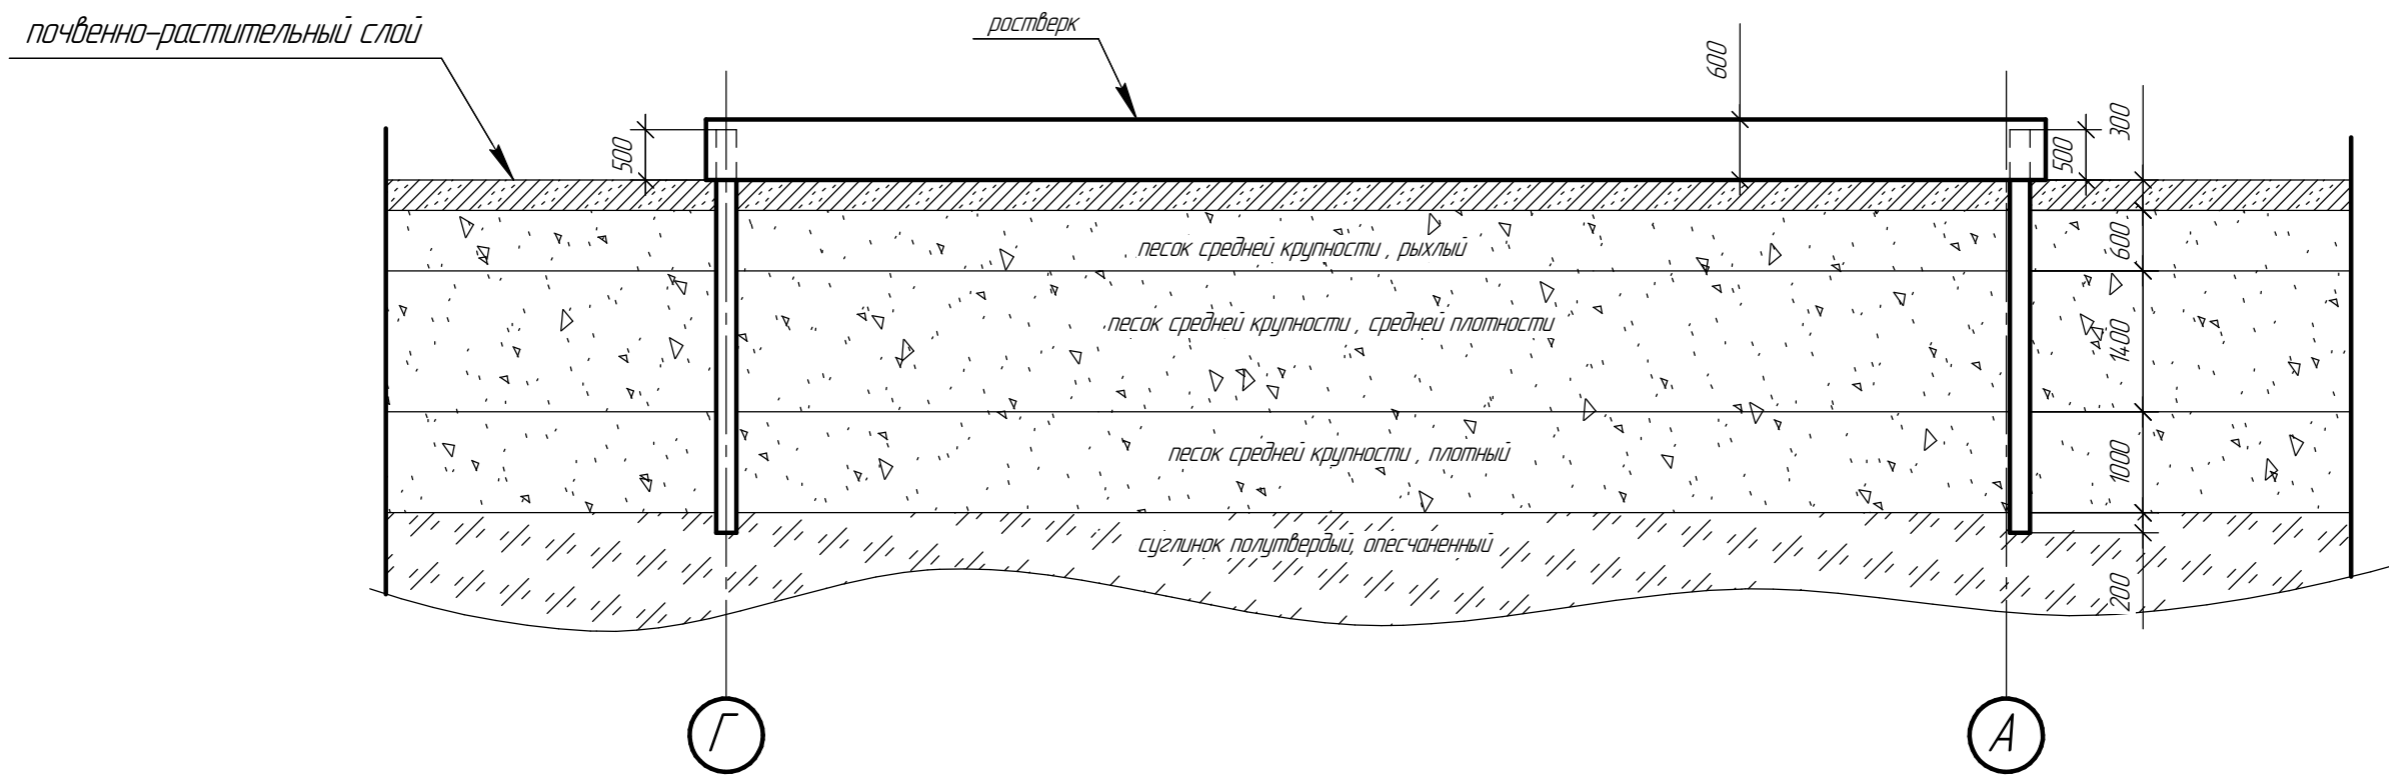 почвенно-растительный слой
ростверк
600
300
500
500
песок средней крупности, рыхлый
600
песок средней крупности, средней плотности
1400
песок средней крупности, плотный
1000
суглинок полутвердый, опесчаненный
200
Г
А